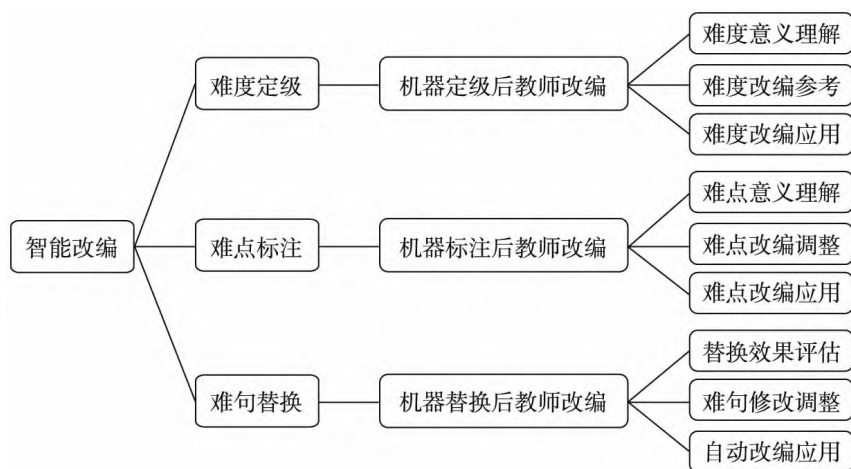 智能改编
难度定级
机器定级后教师改编
难度意义理解
难度改编参考
难度改编应用
难点标注
机器标注后教师改编
难点意义理解
难点改编调整
难点改编应用
难句替换
机器替换后教师改编
替换效果评估
难句修改调整
自动改编应用